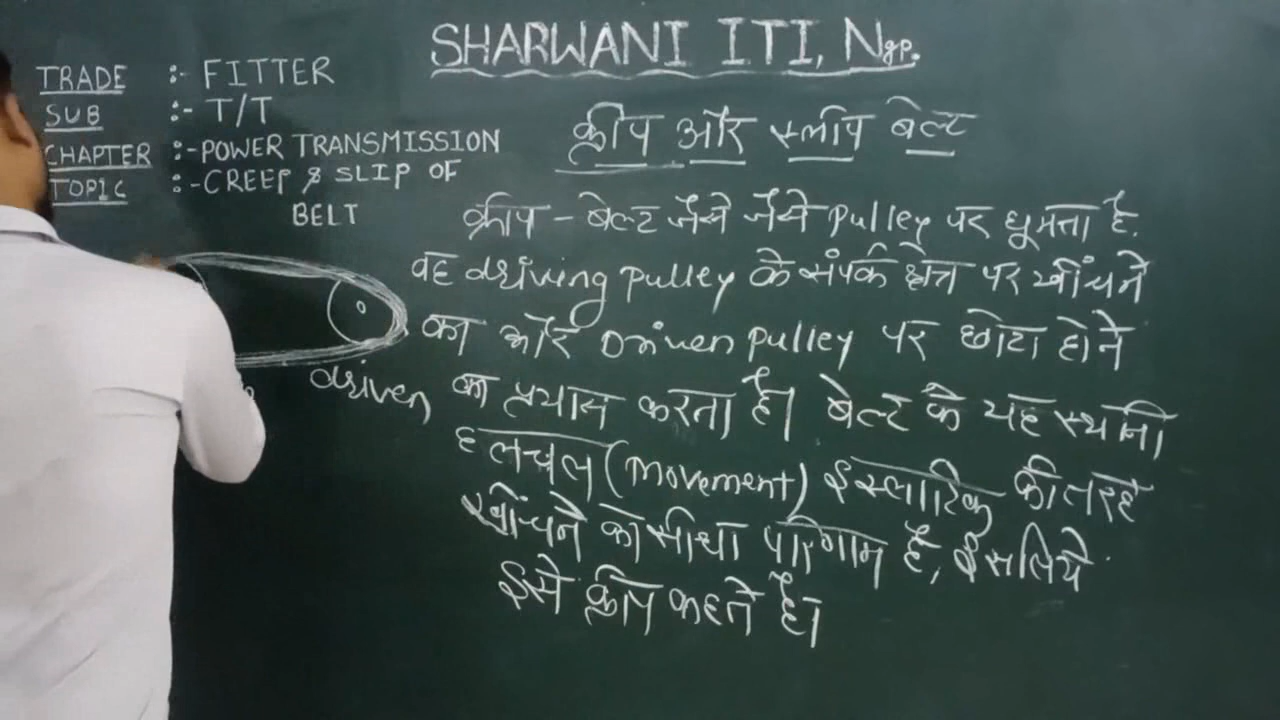 SHARWANI ITI, Ngp.
TRADE :- FITTER
SUB :- T/T
CHAPTER :- POWER TRANSMISSION
TOPIC :- CREEP & SLIP OF
BELT
क्रीप और स्लीप बेल्ट
क्रीप - बेल्ट जैसे जैसे pulley पर घूमता है.
वह driving pulley के संपर्क क्षेत्र पर खींचने
का और Driven pulley पर छोटा होने
driven
का प्रयास करता है। बेल्ट के यह स्थनी
हलचल (Movement) इस्लाटिक की तरह
खींचने का सीधा परिणाम है, इसलिये
इसे क्रिप कहते है।